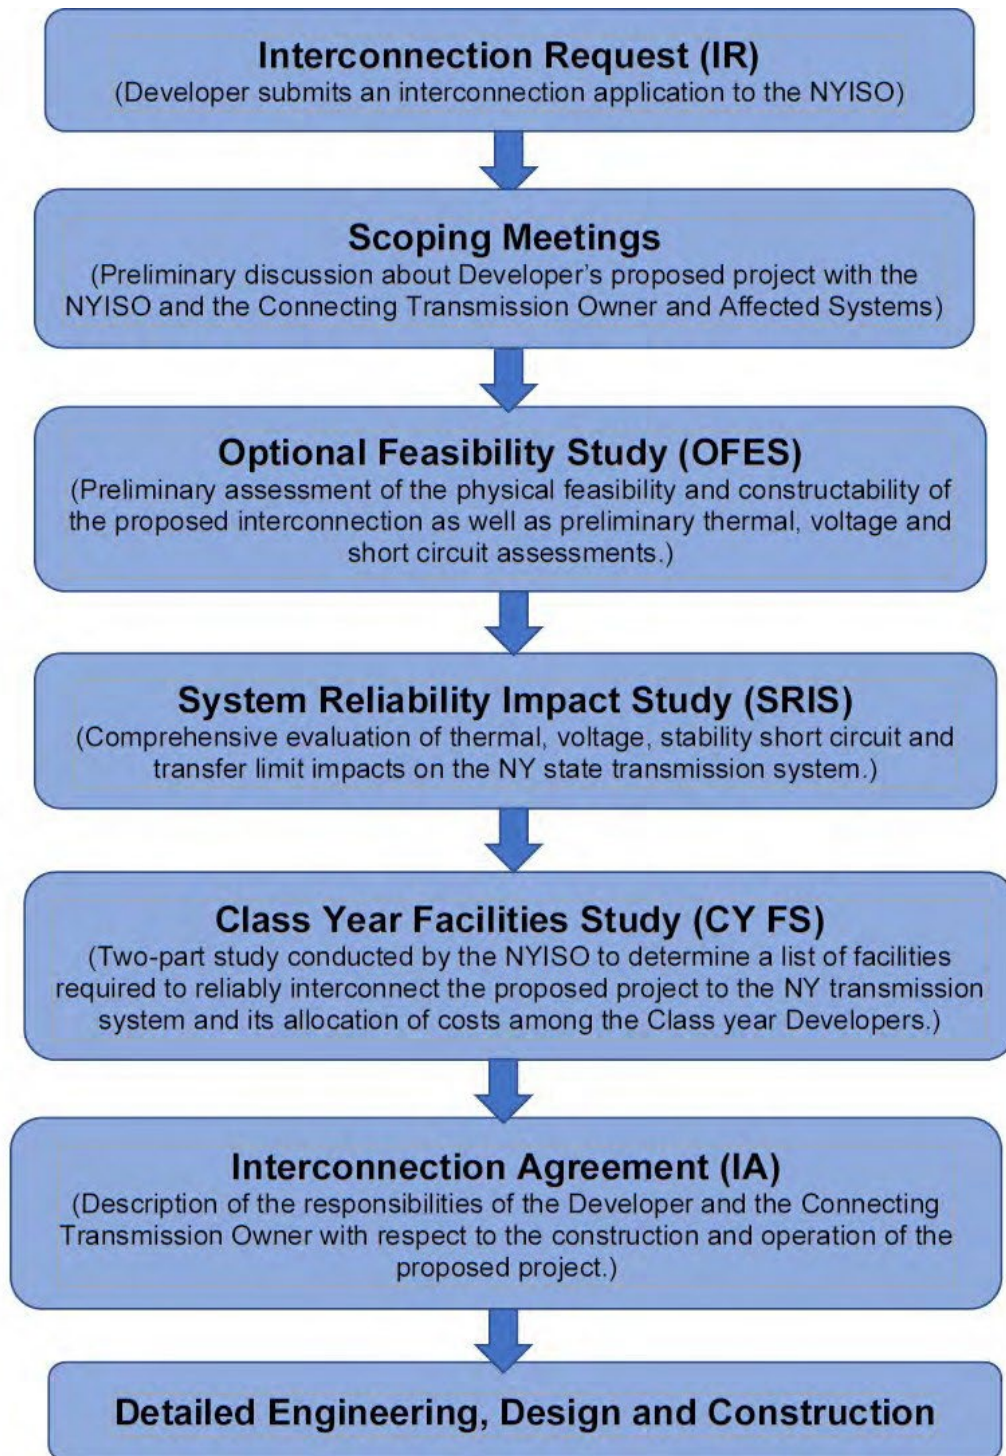 Interconnection Request (IR)
(Developer submits an interconnection application to the NYISO)
Scoping Meetings
(Preliminary discussion about Developer's proposed project with the
NYISO and the Connecting Transmission Owner and Affected Systems)
Optional Feasibility Study (OFES)
(Preliminary assessment of the physical feasibility and constructability of
the proposed interconnection as well as preliminary thermal, voltage and
short circuit assessments.)
System Reliability Impact Study (SRIS)
(Comprehensive evaluation of thermal, voltage, stability short circuit and
transfer limit impacts on the NY state transmission system.)
Class Year Facilities Study (CY FS)
(Two-part study conducted by the NYISO to determine a list of facilities
required to reliably interconnect the proposed project to the NY transmission
system and its allocation of costs among the Class year Developers.)
Interconnection Agreement (IA)
(Description of the responsibilities of the Developer and the Connecting
Transmission Owner with respect to the construction and operation of the
proposed project.)
Detailed Engineering, Design and Construction